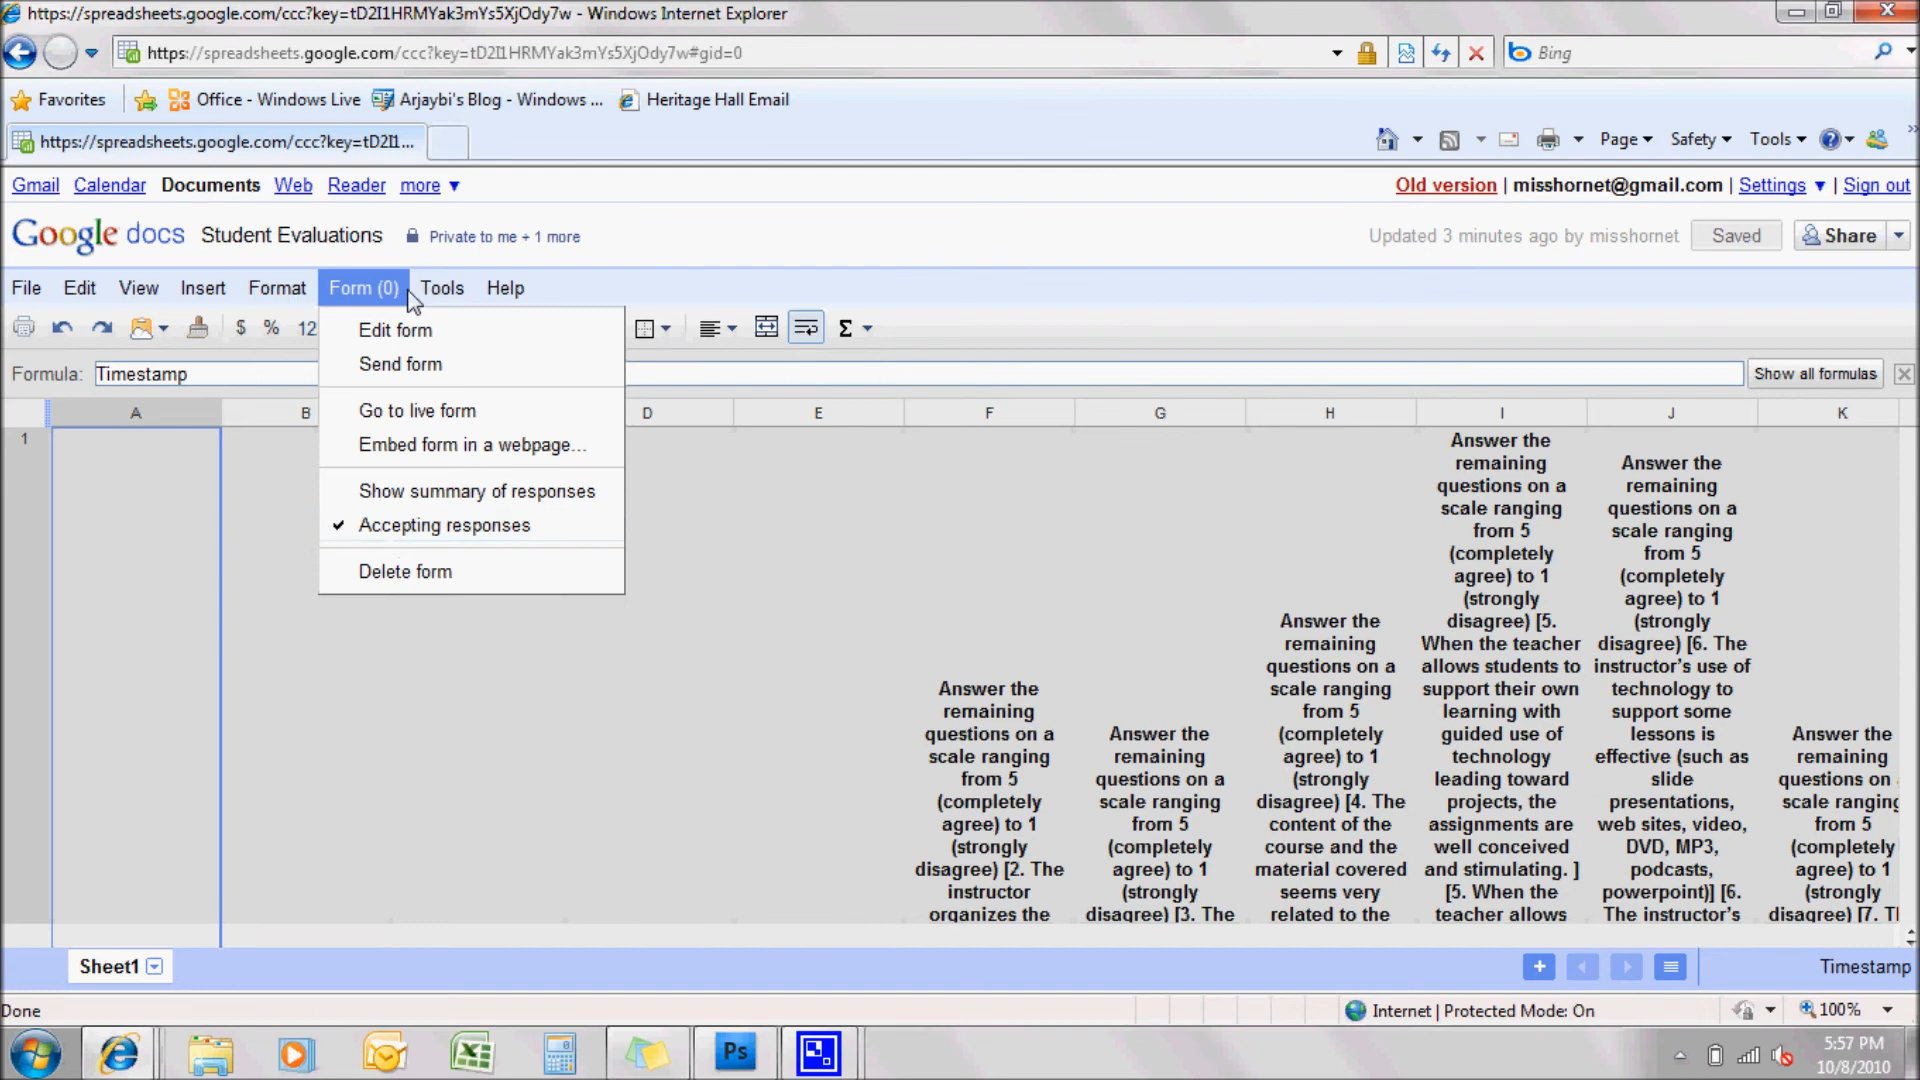 https://spreadsheets.google.com/ccc?key=tD2I1HRMYak3mYs5XjOdy7w - Windows Internet Explorer
https://spreadsheets.google.com/ccc?key=tD2I1HRMYak3mYs5XjOdy7w#gid=0
Bing
Favorites
Office - Windows Live
Arjaybi's Blog - Windows ...
Heritage Hall Email
https://spreadsheets.google.com/ccc?key=tD2I1...
Page
Safety
Tools
Gmail Calendar Documents Web Reader more
Old version | misshornet@gmail.com | Settings | Sign out
Google docs
Student Evaluations
Private to me + 1 more
Updated 3 minutes ago by misshornet
Saved
Share
File Edit View Insert Format Form (0) Tools Help
$ % 12
Σ
Edit form
Send form
Go to live form
Embed form in a webpage...
Show summary of responses
Accepting responses
Delete form
Formula: Timestamp
Show all formulas
A B D E F G H I J K
1
Answer the
remaining
questions on a
scale ranging
from 5
(completely
agree) to 1
(strongly
disagree) [2. The
instructor
organizes the
Answer the
remaining
questions on a
scale ranging
from 5
(completely
agree) to 1
(strongly
disagree) [3. The
Answer the
remaining
questions on a
scale ranging
from 5
(completely
agree) to 1
(strongly
disagree) [4. The
content of the
course and the
material covered
seems very
related to the
Answer the
remaining
questions on a
scale ranging
from 5
(completely
agree) to 1
(strongly
disagree) [5.
When the teacher
allows students to
support their own
learning with
guided use of
technology
leading toward
projects, the
assignments are
well conceived
and stimulating. ]
[5. When the
teacher allows
Answer the
remaining
questions on a
scale ranging
from 5
(completely
agree) to 1
(strongly
disagree) [6. The
instructor's use of
technology to
support some
lessons is
effective (such as
slide
presentations,
web sites, video,
DVD, MP3,
podcasts,
powerpoint)] [6.
The instructor's
Answer the
remaining
questions on
scale ranging
from 5
(completely
agree) to 1
(strongly
disagree) [7. T
Sheet1
Timestamp
Done
Internet | Protected Mode: On
100%
Ps
5:57 PM
10/8/2010